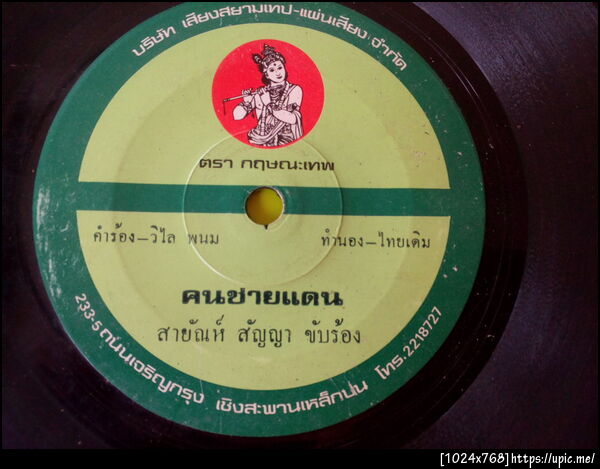 บริษัท เสียงสยามเทป-แผ่นเสียง จำกัด
ตรา กฤษณะเทพ
คำร้อง-วิไล พนม
ทำนอง-ไทยเดิม
คนชายแดน
สายัณห์ สัญญา ขับร้อง
233-5 ถนนเจริญกรุง เชิงสะพานเหล็กบน โทร. 2218727
[1024x768]https://upic.me/